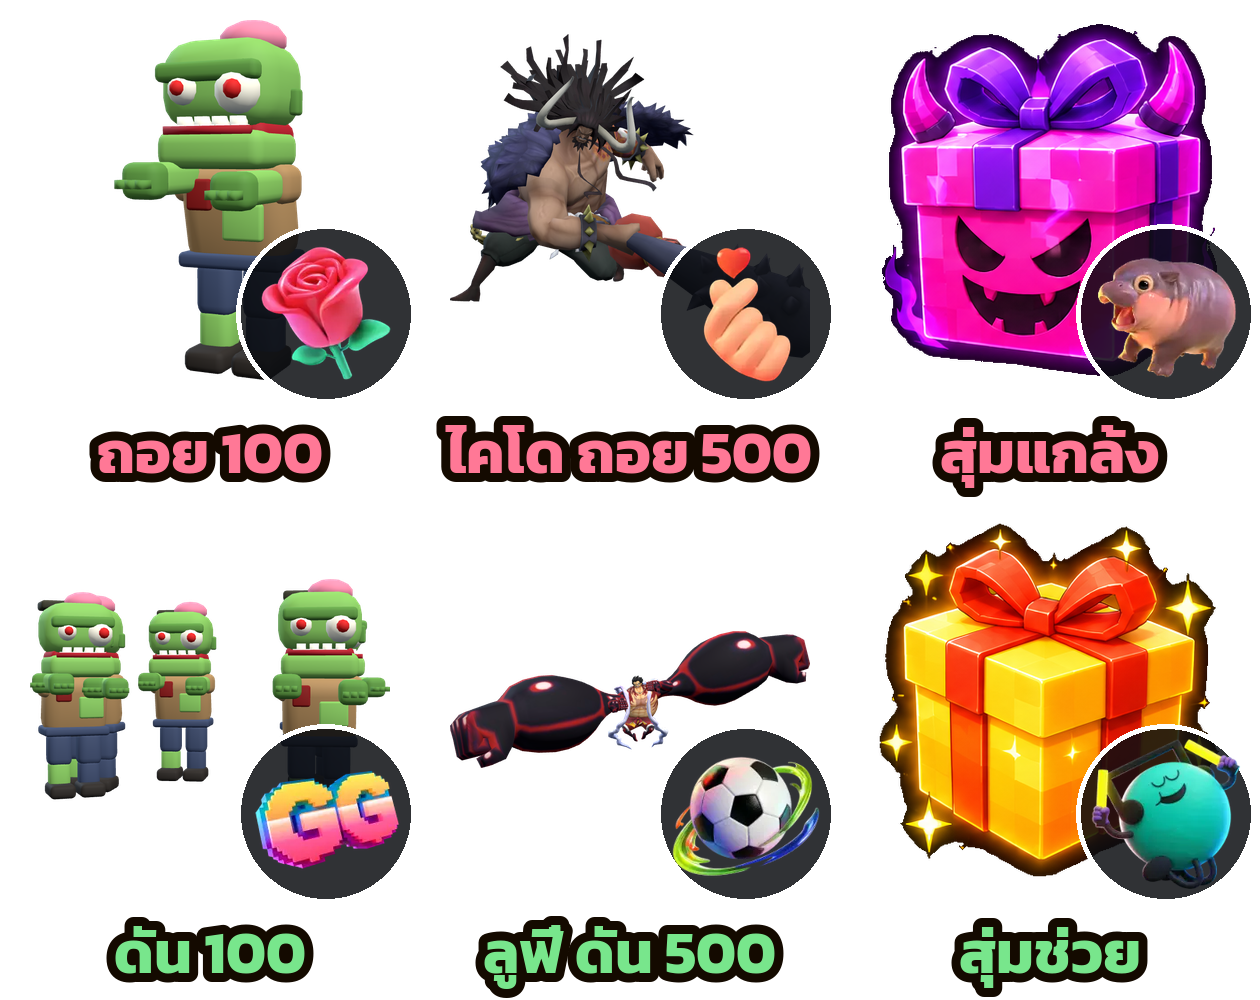 ถอย 100
ไคโด ถอย 500
สุ่มแกล้ง
GG
ดัน 100
ลูฟี ดัน 500
สุ่มช่วย